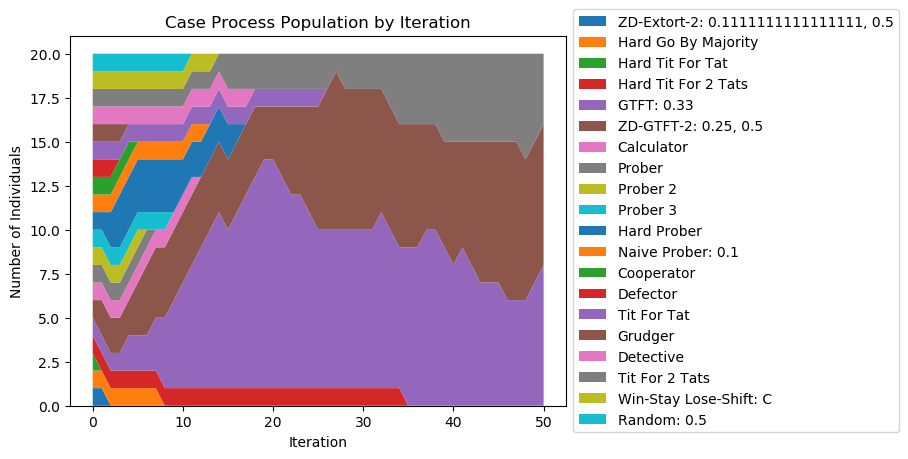 Case Process Population by Iteration
Number of Individuals
20.0
17.5
15.0
12.5
10.0
7.5
5.0
2.5
0.0
0
10
20
30
40
50
Iteration
ZD-Extort-2: 0.1111111111111111, 0.5
Hard Go By Majority
Hard Tit For Tat
Hard Tit For 2 Tats
GTFT: 0.33
ZD-GTFT-2: 0.25, 0.5
Calculator
Prober
Prober 2
Prober 3
Hard Prober
Naive Prober: 0.1
Cooperator
Defector
Tit For Tat
Grudger
Detective
Tit For 2 Tats
Win-Stay Lose-Shift: C
Random: 0.5